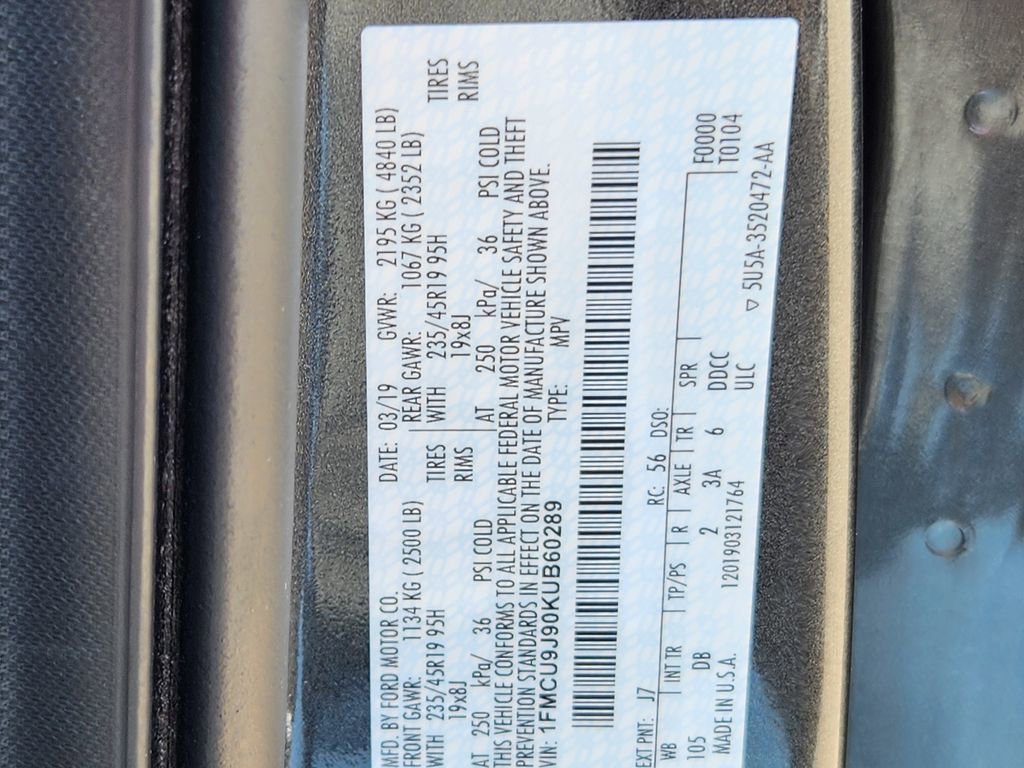 MFD. BY FORD MOTOR CO. DATE: 03/19 GVWR: 2195 KG ( 4840 LB)
FRONT GAWR: 1134 KG ( 2500 LB) REAR GAWR: 1067 KG ( 2352 LB)
WITH 235/45R19 95H TIRES WITH 235/45R19 95H TIRES
19x8J RIMS 19x8J RIMS
AT 250 kPa/ 36 PSI COLD AT 250 kPa/ 36 PSI COLD
THIS VEHICLE CONFORMS TO ALL APPLICABLE FEDERAL MOTOR VEHICLE SAFETY AND THEFT
PREVENTION STANDARDS IN EFFECT ON THE DATE OF MANUFACTURE SHOWN ABOVE.
VIN: 1FMCU9J90KUB60289 TYPE: MPV
EXT PNT: J7 RC: 56 DSO: F0000
WB INT TR TP/PS R AXLE TR SPR T0104
105 DB 2 3A 6 DDCC
MADE IN U.S.A. 1201903121764 ULC ▽ 5U5A-3520472-AA